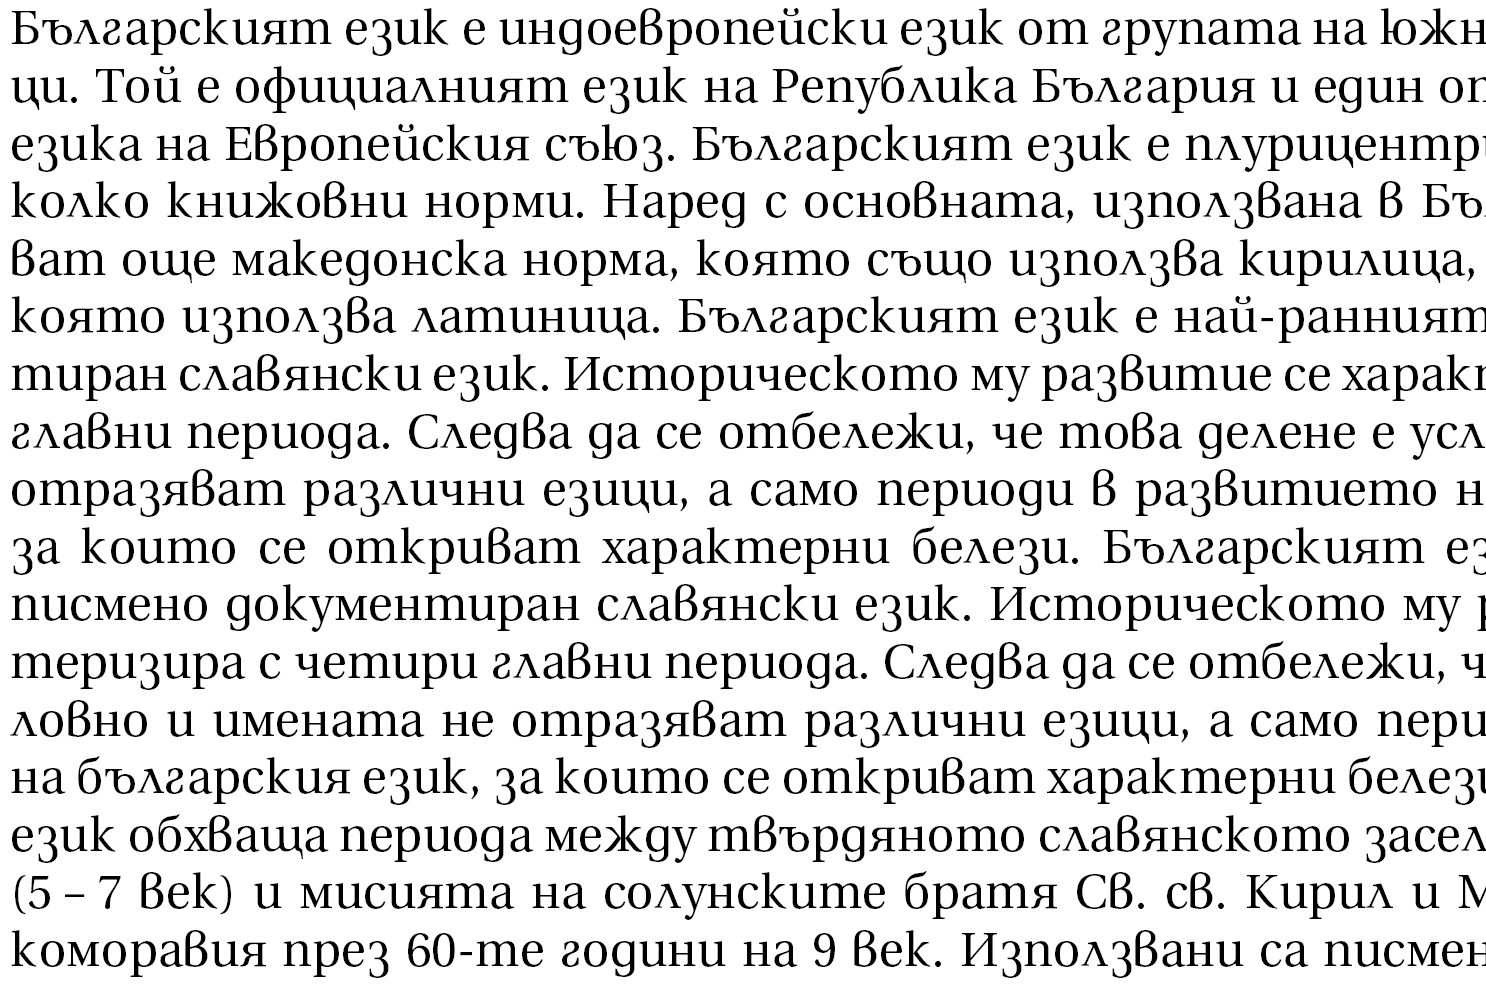 Българският език е индоевропейски език от групата на южн
ци. Той е официалният език на Република България и един от
езика на Европейския съюз. Българският език е плурицентри
колко книжовни норми. Наред с основната, използвана в Бъл
ват още македонска норма, която също използва кирилица,
която използва латиница. Българският език е най-ранният
тиран славянски език. Историческото му развитие се характ
главни периода. Следва да се отбележи, че това делене е усл
отразяват различни езици, а само периоди в развитието н
за които се откриват характерни белези. Българският ез
писмено документиран славянски език. Историческото му р
теризира с четири главни периода. Следва да се отбележи, ч
ловно и имената не отразяват различни езици, а само пери
на българския език, за които се откриват характерни белези
език обхваща периода между твърдяното славянското засел
(5 – 7 век) и мисията на солунските братя Св. св. Кирил и М
коморавия през 60-те години на 9 век. Използвани са писмен